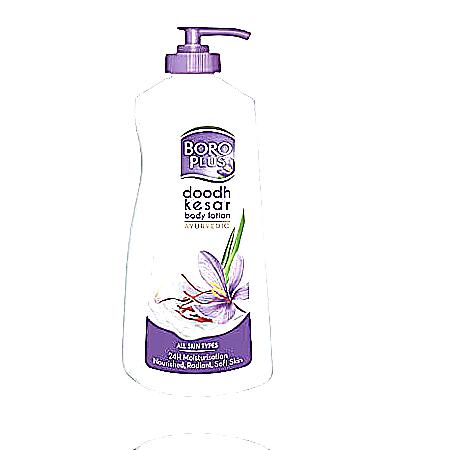 BORO
PLUS
doodh
kesar
body lotion
AYURVEDIC
ALL SKIN TYPES
24H Moisturisation
Nourished, Radiant, Soft Skin